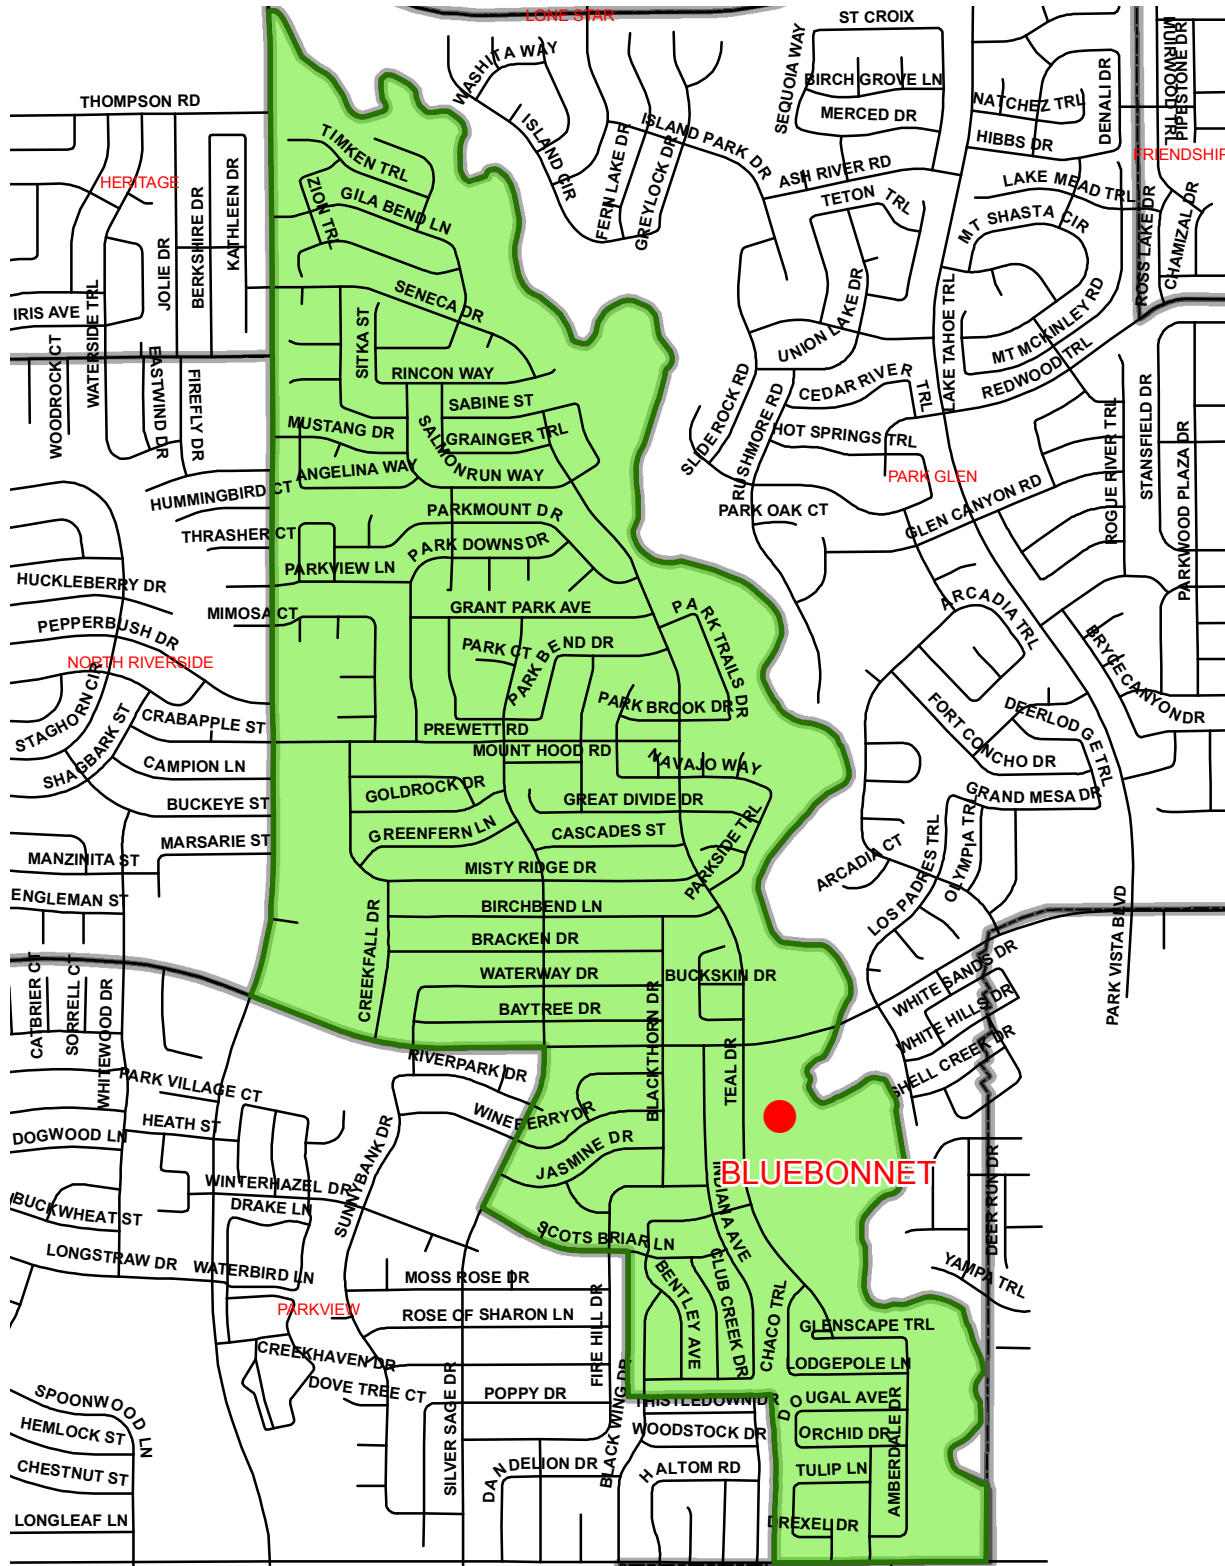 LONE STAR
ST CROIX
SEQUOIA WAY
MURWOOD TRL
PIPESTONE DR
WASHITA WAY
BIRCH GROVE LN
DENALI DR
THOMPSON RD
NATCHEZ TRL
MERCED DR
ISLAND CIR
ISLAND PARK DR
HIBBS DR
TIMKEN TRL
FERN LAKE DR
GREYLOCK DR
FRIENDSHIP
HERITAGE
KATHLEEN DR
ASH RIVER RD
LAKE MEAD TRL
BERKSHIRE DR
ZION TRL
GILA BEND LN
TETON TRL
MT SHASTA CIR
ROSS LAKE DR
CHAMIZAL DR
JOLIE DR
IRIS AVE
WATERSIDE TRL
SENECA DR
UNION LAKE DR
LAKE TAHOE TRL
MT MCKINLEY RD
SITKA ST
REDWOOD TRL
WOODROCK CT
EASTWIND DR
FIREFLY DR
RINCON WAY
CEDAR RIVER TRL
SABINE ST
SLIDE ROCK RD
RUSHMORE RD
STANSFIELD DR
MUSTANG DR
SALMON RUN WAY
GRAINGER TRL
HOT SPRINGS TRL
ROGUE RIVER TRL
PARKWOOD PLAZA DR
ANGELINA WAY
PARK GLEN
HUMMINGBIRD CT
PARKMOUNT DR
PARK OAK CT
GLEN CANYON RD
THRASHER CT
PARK DOWNS DR
PARKVIEW LN
HUCKLEBERRY DR
MIMOSA CT
GRANT PARK AVE
PARK TRAILS DR
ARCADIA TRL
PEPPERBUSH DR
PARK CT
PARK BEND DR
BRYCE CANYON DR
NORTH RIVERSIDE
STAGHORN CIR
SHAGBARK ST
CRABAPPLE ST
PARK BROOK DR
FORT CONCHO DR
DEERLODGE TRL
PREWETT RD
MOUNT HOOD RD
CAMPION LN
NAVAJO WAY
GOLDROCK DR
GREAT DIVIDE DR
GRAND MESA DR
BUCKEYE ST
GREENFERN LN
CASCADES ST
PARKSIDE TRL
MARSARIE ST
ARCADIA CT
LOS PADRES TRL
OLYMPIA TRL
MANZINITA ST
MISTY RIDGE DR
ENGLEMAN ST
BIRCHBEND LN
CREEKFALL DR
BRACKEN DR
PARK VISTA BLVD
WATERWAY DR
BUCKSKIN DR
WHITE SANDS DR
CATBRIER CT
SORRELL CT
WHITEWOOD DR
BAYTREE DR
BLACKTHORN DR
WHITE HILLS DR
RIVERPARK DR
TEAL DR
SHELL CREEK DR
PARK VILLAGE CT
HEATH ST
WINEBERRY DR
DOGWOOD LN
SUNNYBANK DR
JASMINE DR
BLUEBONNET
WINTERHAZEL DR
INDIANA AVE
DEER RUN DR
BUCKWHEAT ST
DRAKE LN
SCOTS BRIAR LN
LONGSTRAW DR
WATERBIRD LN
MOSS ROSE DR
BENTLEY AVE
CLUB CREEK DR
CHACO TRL
YAMPA TRL
PARKVIEW
ROSE OF SHARON LN
FIRE HILL DR
GLENSCAPE TRL
CREEKHAVEN DR
LODGEPOLE LN
DOVE TREE CT
SILVER SAGE DR
POPPY DR
BLACK WING DR
THISTLEDOWN DR
DOUGAL AVE
AMBERDALE DR
SPOONWOOD LN
HEMLOCK ST
WOODSTOCK DR
ORCHID DR
CHESTNUT ST
DANDELION DR
HALTOM RD
TULIP LN
LONGLEAF LN
DREXEL DR